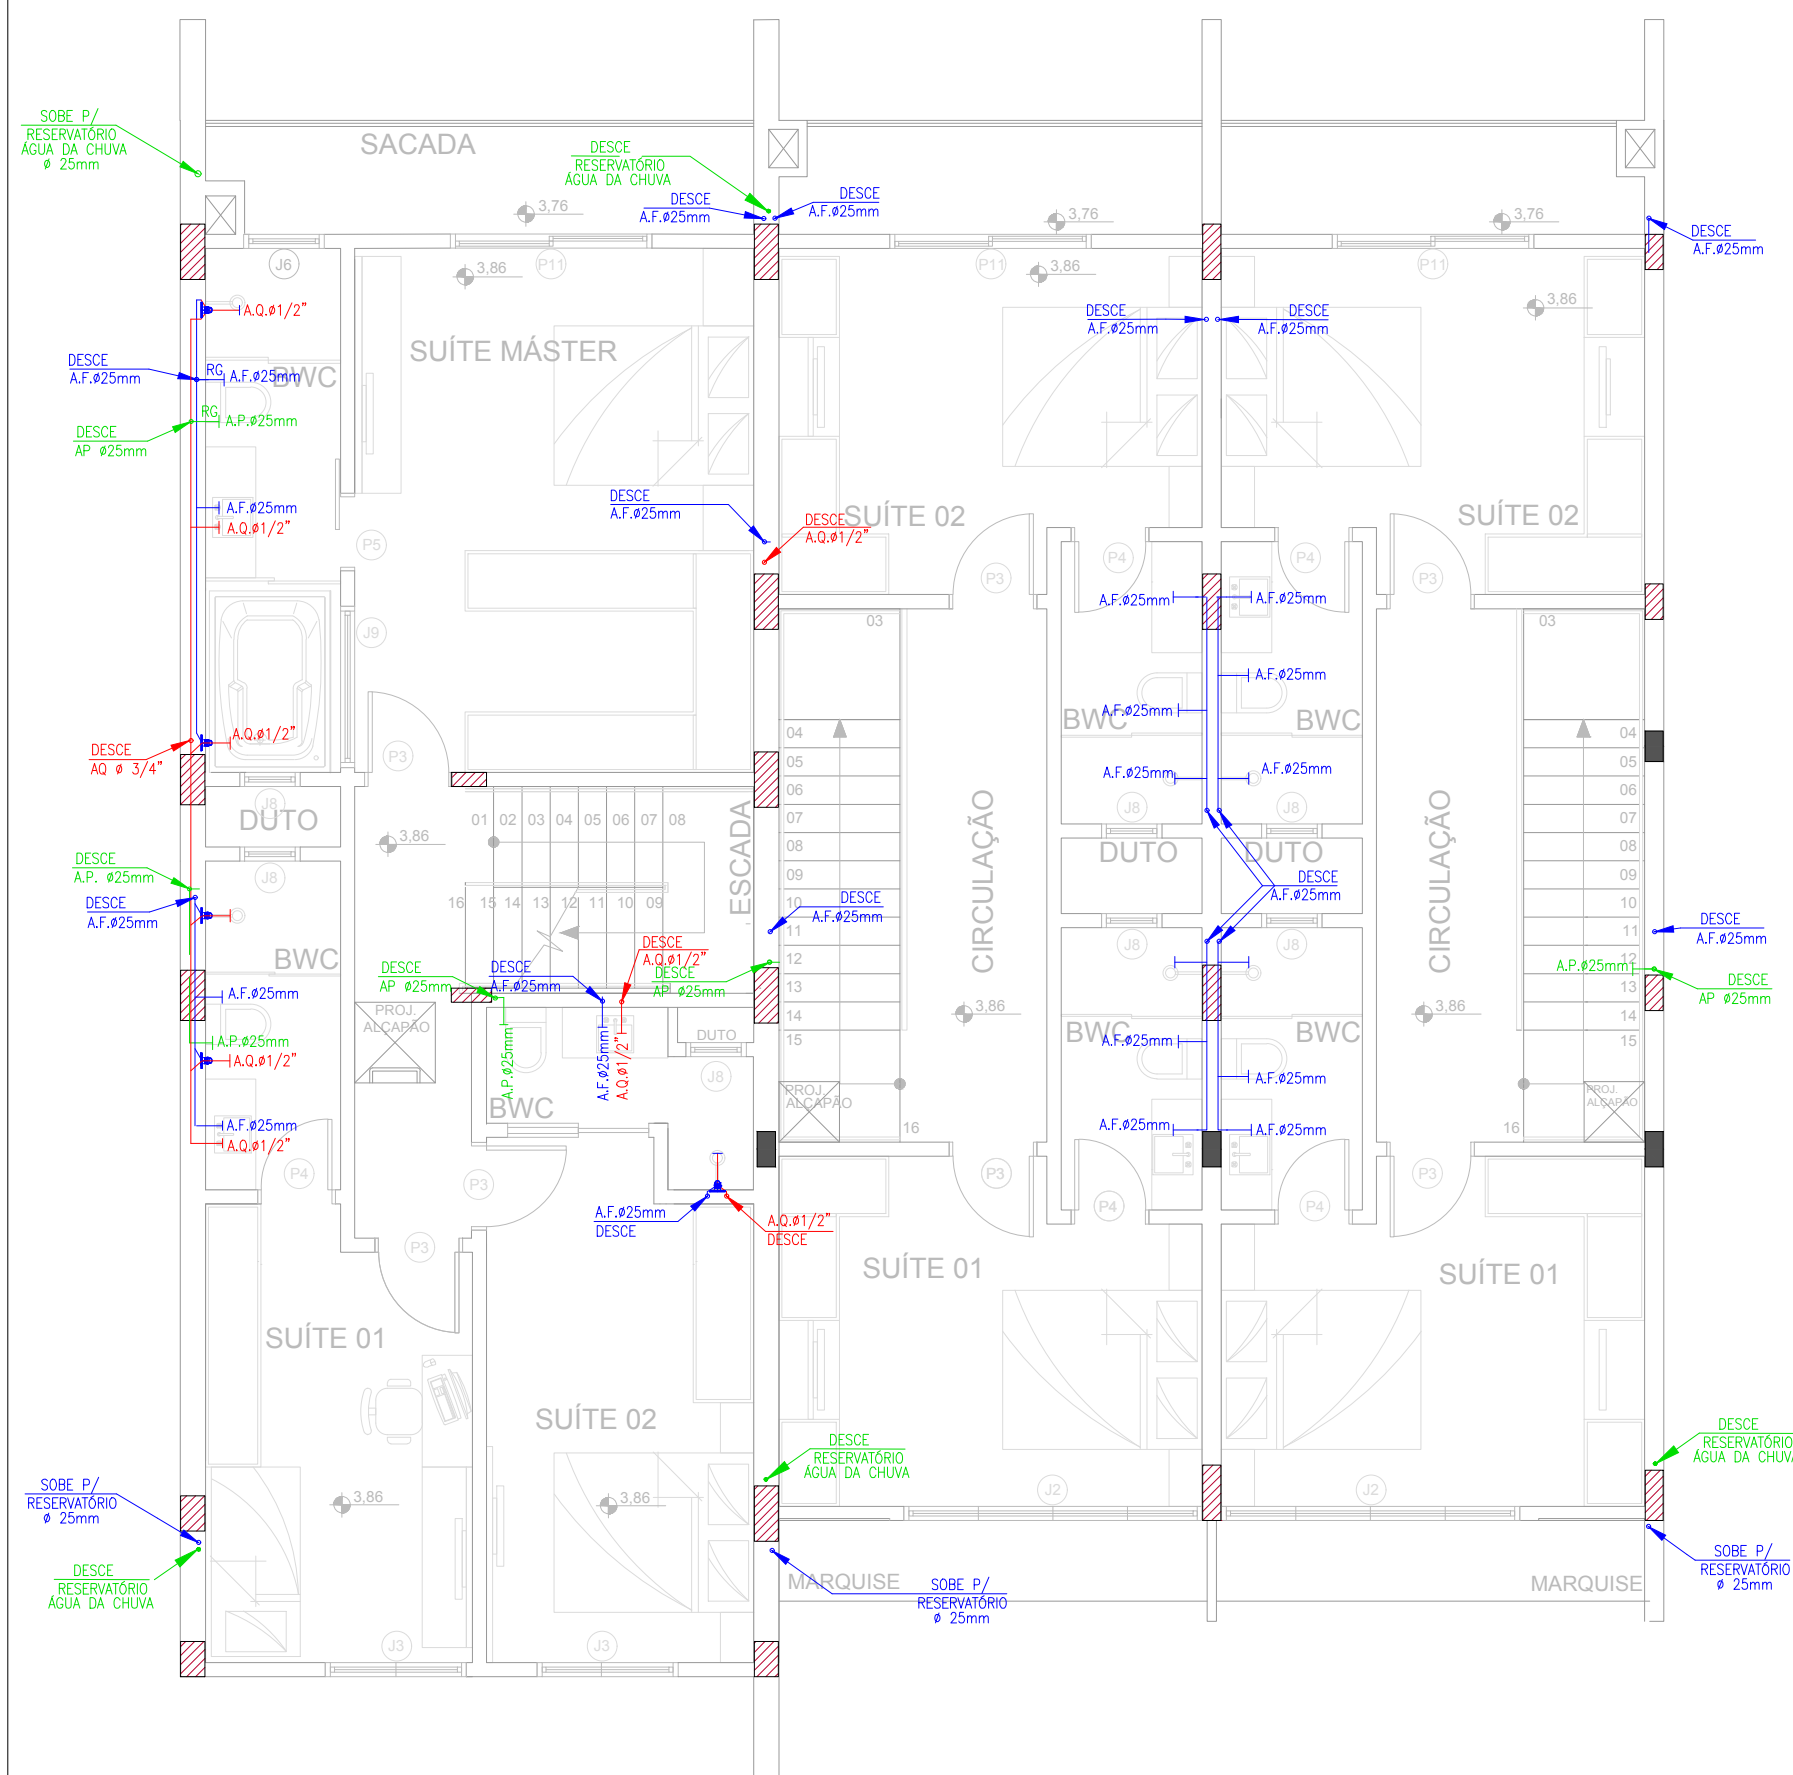 SOBE P/
RESERVATÓRIO
ÁGUA DA CHUVA
ø 25mm
SACADA
DESCE
RESERVATÓRIO
ÁGUA DA CHUVA
DESCE
A.F.ø25mm
DESCE
A.F.ø25mm
3,76
3,76
3,76
DESCE
A.F.ø25mm
J6
3,86
P11
3,86
P11
P11
3,86
A.Q.ø1/2"
DESCE
A.F.ø25mm
DESCE
A.F.ø25mm
SUÍTE MÁSTER
DESCE
A.F.ø25mm
RG
A.F.ø25mm
BWC
RG
A.P.ø25mm
DESCE
AP ø25mm
A.F.ø25mm
A.Q.ø1/2"
DESCE
A.F.ø25mm
DESCE
A.Q.ø1/2"
SUÍTE 02
SUÍTE 02
P5
P3
P4
P4
P3
A.F.ø25mm
A.F.ø25mm
J9
03
03
A.F.ø25mm
A.F.ø25mm
BWC
BWC
A.Q.ø1/2"
DESCE
AQ ø 3/4"
P3
04
05
06
07
08
09
10
11
12
13
14
15
16
04
05
06
07
08
09
10
11
12
13
14
15
16
A.F.ø25mm
A.F.ø25mm
J8
J8
J8
DUTO
01 02 03 04 05 06 07 08
ESCADA
CIRCULAÇÃO
CIRCULAÇÃO
3,86
DUTO
DUTO
J8
DESCE
A.P. ø25mm
DESCE
A.F.ø25mm
16 15 14 13 12 11 10 09
DESCE
A.F.ø25mm
DESCE
A.F.ø25mm
DESCE
A.F.ø25mm
J8
J8
BWC
DESCE
AP ø25mm
DESCE
A.F.ø25mm
DESCE
A.Q.ø1/2"
DESCE
AP ø25mm
A.P.ø25mm
DESCE
AP ø25mm
A.F.ø25mm
PROJ.
ALÇAPÃO
3,86
3,86
A.P.ø25mm
A.Q.ø1/2"
DUTO
J8
BWC
BWC
A.F.ø25mm
A.F.ø25mm
A.P.ø25mm
A.F.ø25mm
A.Q.ø1/2"
BWC
PROJ.
ALÇAPÃO
PROJ.
ALÇAPÃO
A.F.ø25mm
A.Q.ø1/2"
A.F.ø25mm
A.F.ø25mm
P4
P3
P3
P4
P4
P3
A.F.ø25mm
DESCE
A.Q.ø1/2"
DESCE
P3
SUÍTE 01
SUÍTE 01
SUÍTE 01
SUÍTE 02
DESCE
RESERVATÓRIO
ÁGUA DA CHUVA
DESCE
RESERVATÓRIO
SOBE P/
RESERVATÓRIO
ø 25mm
3,86
3,86
J2
J2
DESCE
RESERVATÓRIO
ÁGUA DA CHUVA
MARQUISE
SOBE P/
RESERVATÓRIO
ø 25mm
MARQUISE
SOBE P/
RESERVATÓRIO
ø 25mm
J3
J3